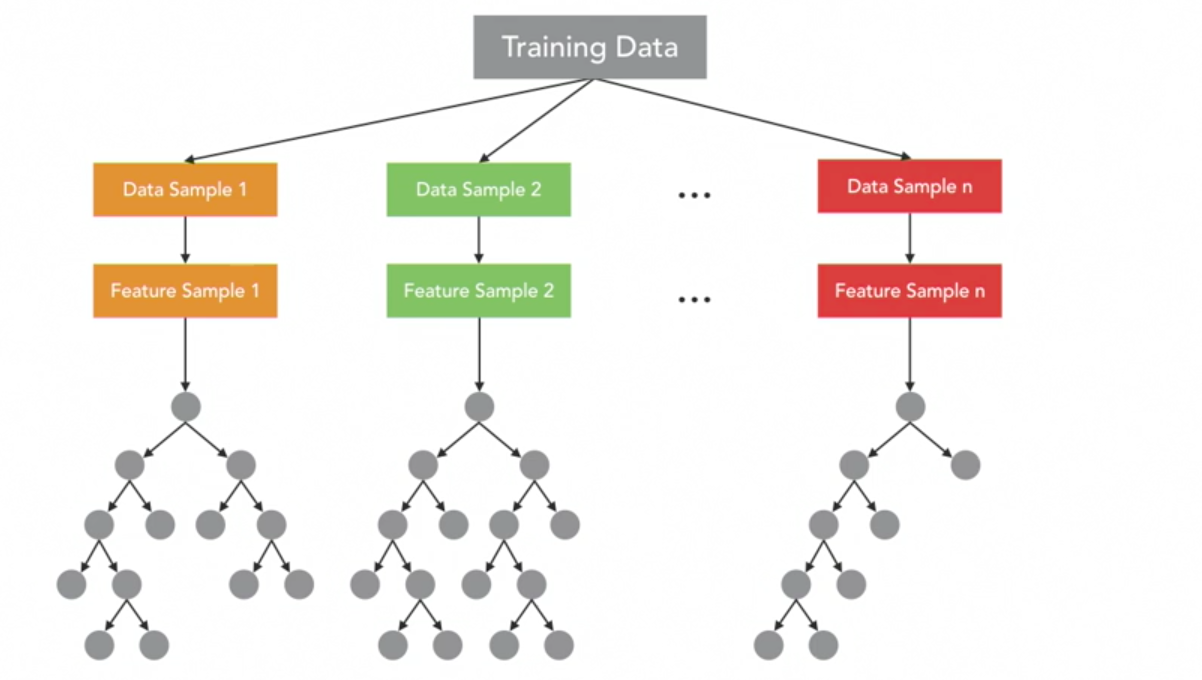 Training Data
Data Sample 1
Data Sample 2
...
Data Sample n
Feature Sample 1
Feature Sample 2
...
Feature Sample n